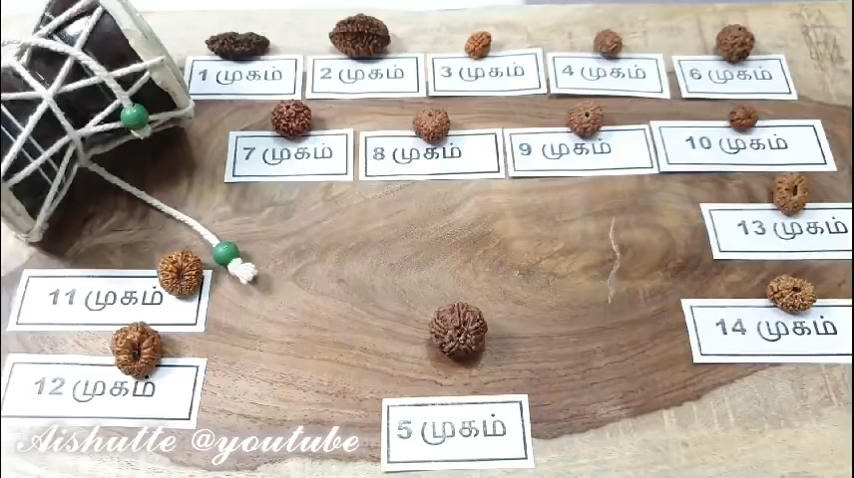 1 முகம்
2 முகம்
3 முகம்
4 முகம்
6 முகம்
7 முகம்
8 முகம்
9 முகம்
10 முகம்
13 முகம்
11 முகம்
14 முகம்
12 முகம்
5 முகம்
Aishutte @youtube